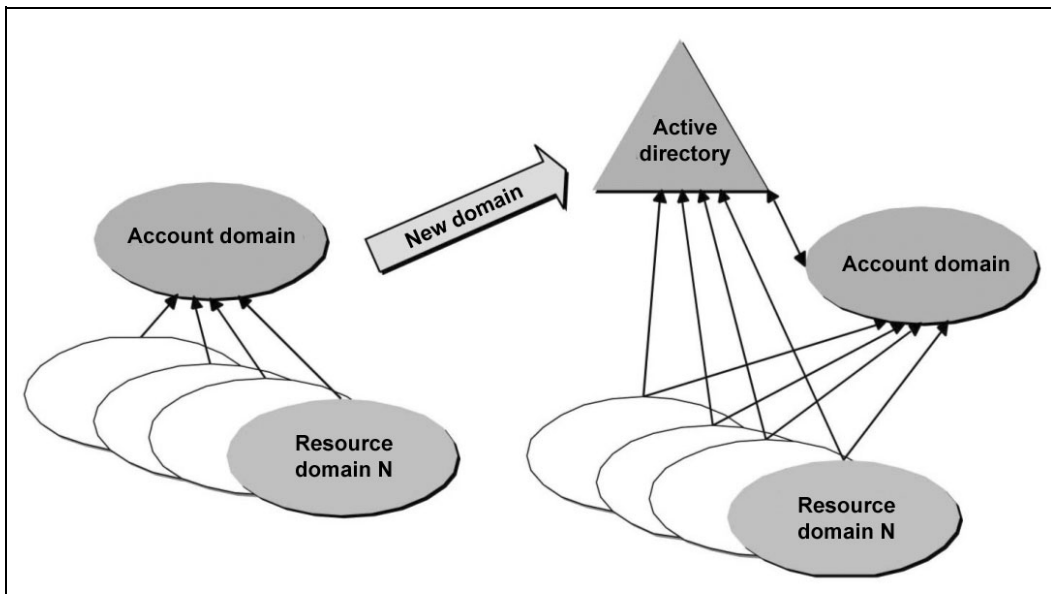 Account domain
Resource
domain N
New domain
Active
directory
Account domain
Resource
domain N